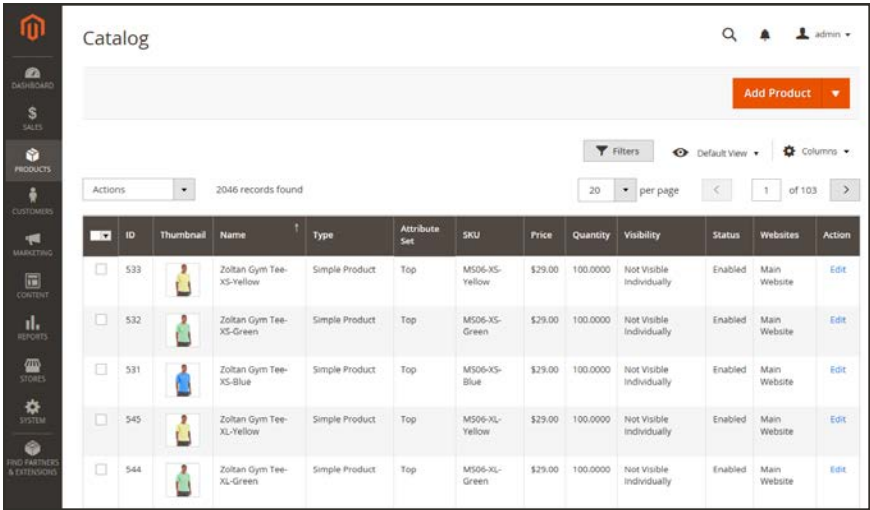 Catalog
admin
DASHBOARD
SALES
PRODUCTS
CUSTOMERS
MARKETING
CONTENT
REPORTS
STORES
SYSTEM
FIND PARTNERS
& EXTENSIONS
Add Product
Filters Default View Columns
Actions 2046 records found 20 per page 1 of 103
ID Thumbnail Name Type Attribute Set SKU Price Quantity Visibility Status Websites Action
533 Zoltan Gym Tee- Simple Product Top MS06-XS- $29.00 100.0000 Not Visible Enabled Main Edit
XS-Yellow Yellow Individually Website
532 Zoltan Gym Tee- Simple Product Top MS06-XS- $29.00 100.0000 Not Visible Enabled Main Edit
XS-Green Green Individually Website
531 Zoltan Gym Tee- Simple Product Top MS06-XS- $29.00 100.0000 Not Visible Enabled Main Edit
XS-Blue Blue Individually Website
545 Zoltan Gym Tee- Simple Product Top MS06-XL- $29.00 100.0000 Not Visible Enabled Main Edit
XL-Yellow Yellow Individually Website
544 Zoltan Gym Tee- Simple Product Top MS06-XL- $29.00 100.0000 Not Visible Enabled Main Edit
XL-Green Green Individually Website